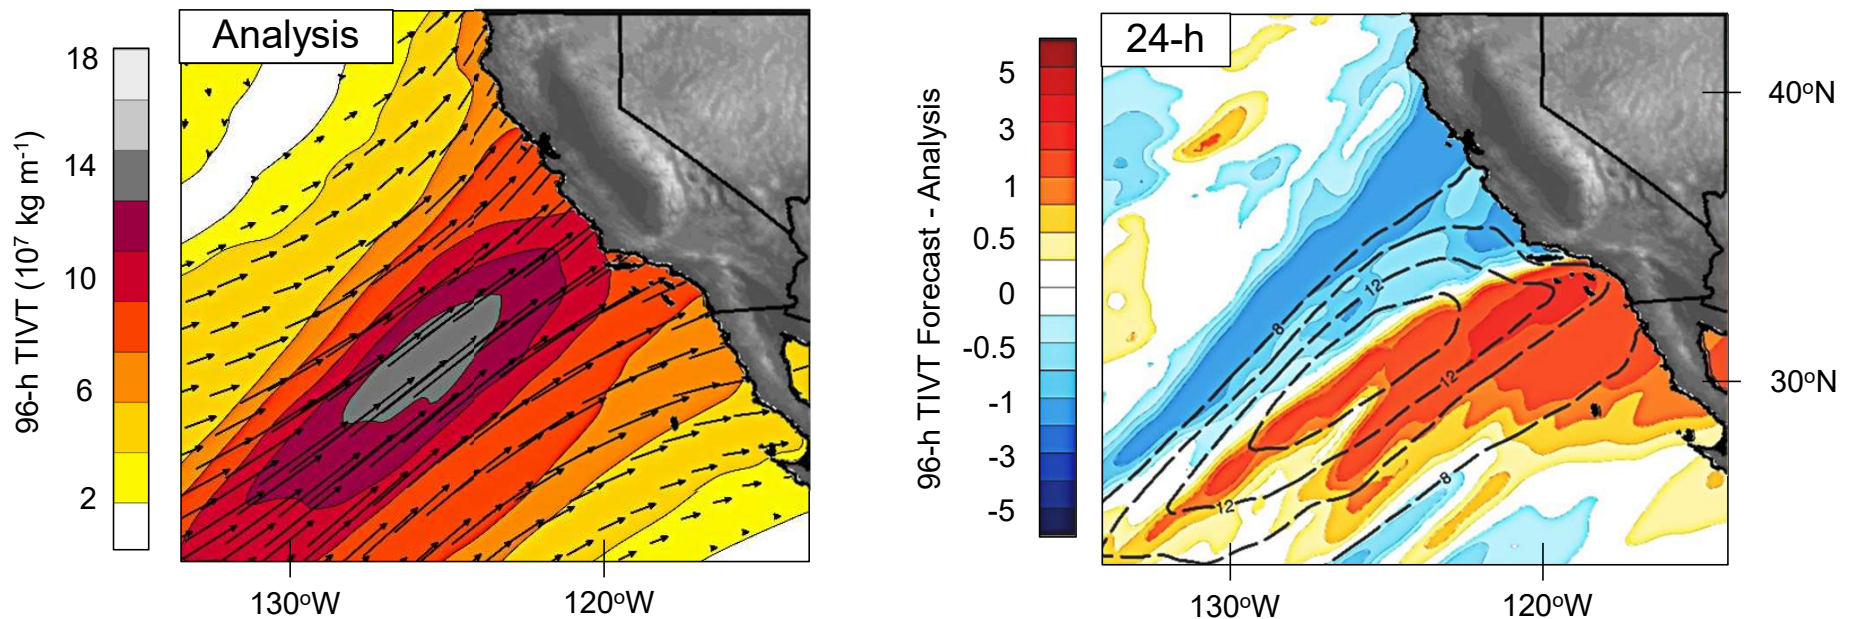 Analysis
18
14
10
6
2
96-h TIVT (10⁷ kg m⁻¹)
130°W
120°W
24-h
5
3
1
0.5
0
-0.5
-1
-3
-5
96-h TIVT Forecast - Analysis
8
12
12
12
8
40°N
30°N
130°W
120°W